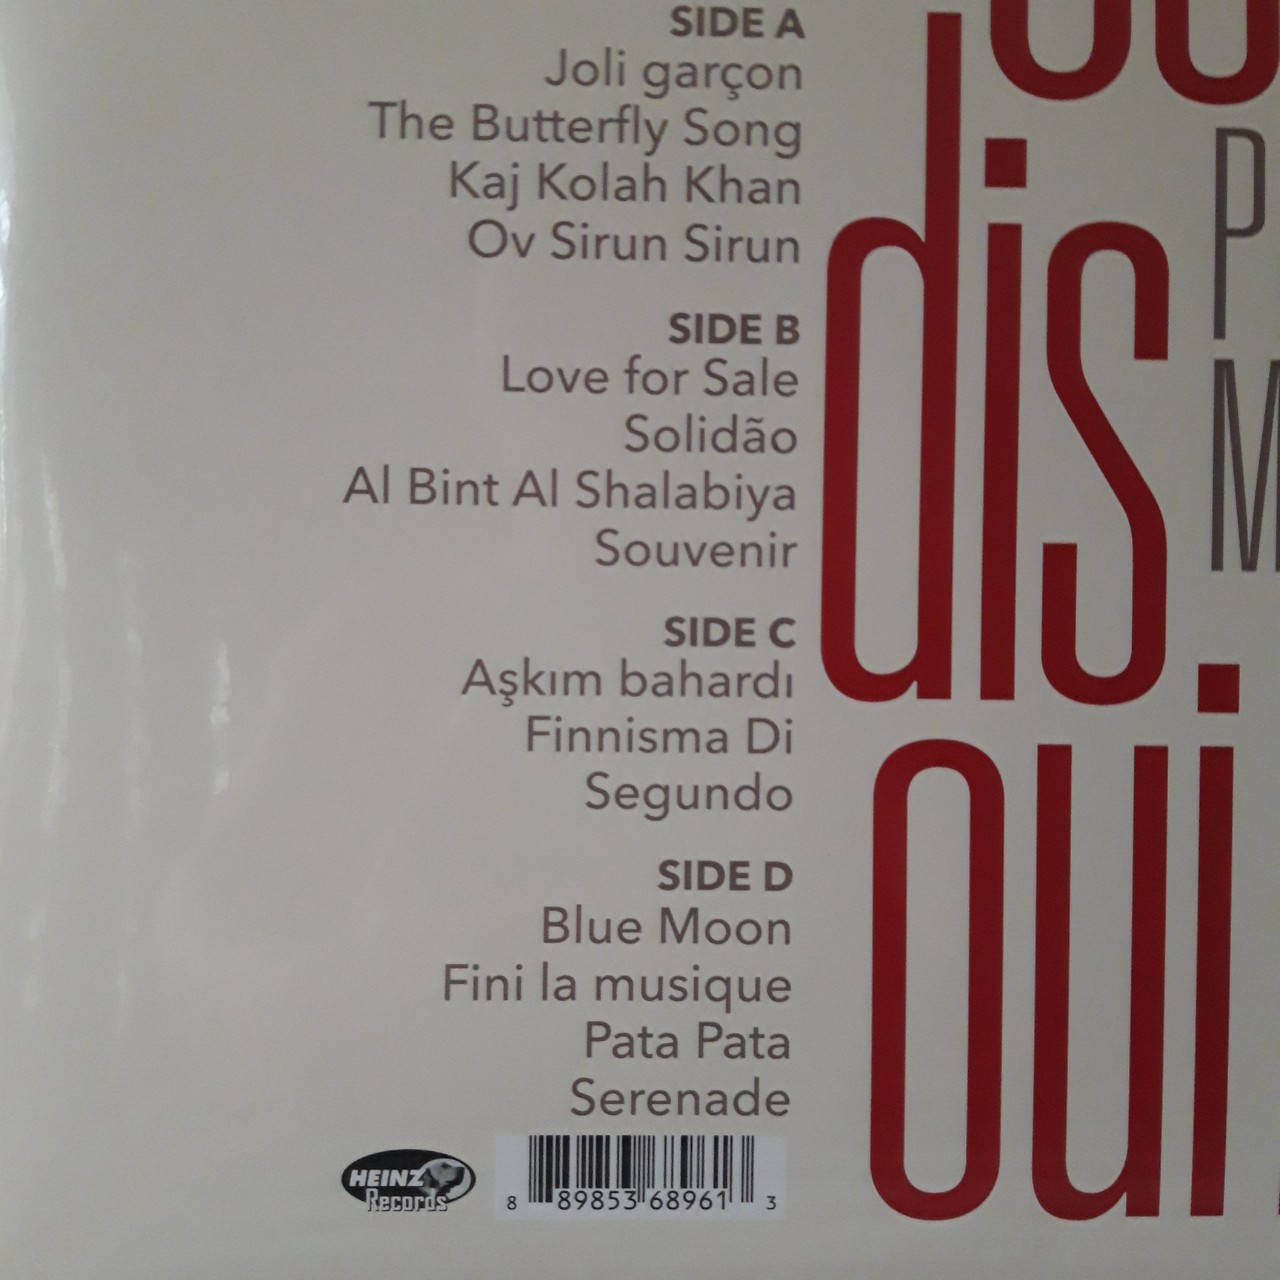 SIDE A
Joli garçon
The Butterfly Song
Kaj Kolah Khan
Ov Sirun Sirun
SIDE B
Love for Sale
Solidão
Al Bint Al Shalabiya
Souvenir
SIDE C
Aşkım bahardı
Finnisma Di
Segundo
SIDE D
Blue Moon
Fini la musique
Pata Pata
Serenade
HEINZ
Records
8 89853 68961 3
dis
oui
P
M